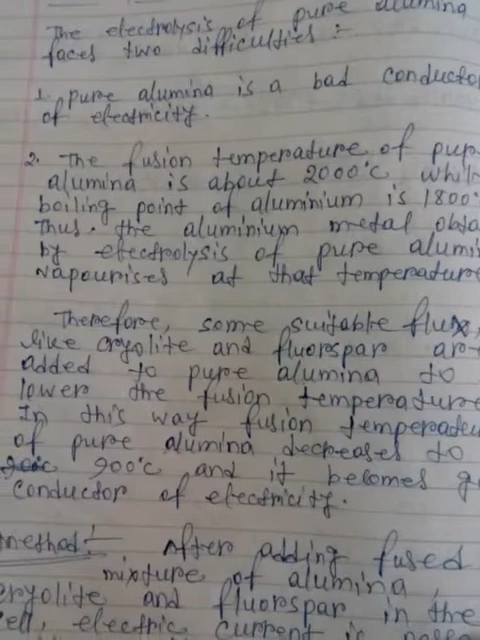 The electrolysis of pure alumina
faces two difficulties :-
1. pure alumina is a bad conductor
of electricity.
2. The fusion temperature of pure
alumina is about 2000°c while
boiling point of aluminium is 1800°
Thus. the aluminium metal obta
by electrolysis of pure alumi
vapourises at that temperature
Therefore, some suitable flux,
like cryolite and fluorspar are
added to pure alumina to
lower the fusion temperature
In this way fusion temperatu
of pure alumina decreases to
900°c and it becomes go
conductor of electricity.
method :- After adding fused
mixture of alumina,
cryolite and fluorspar in the
cell, electric current is